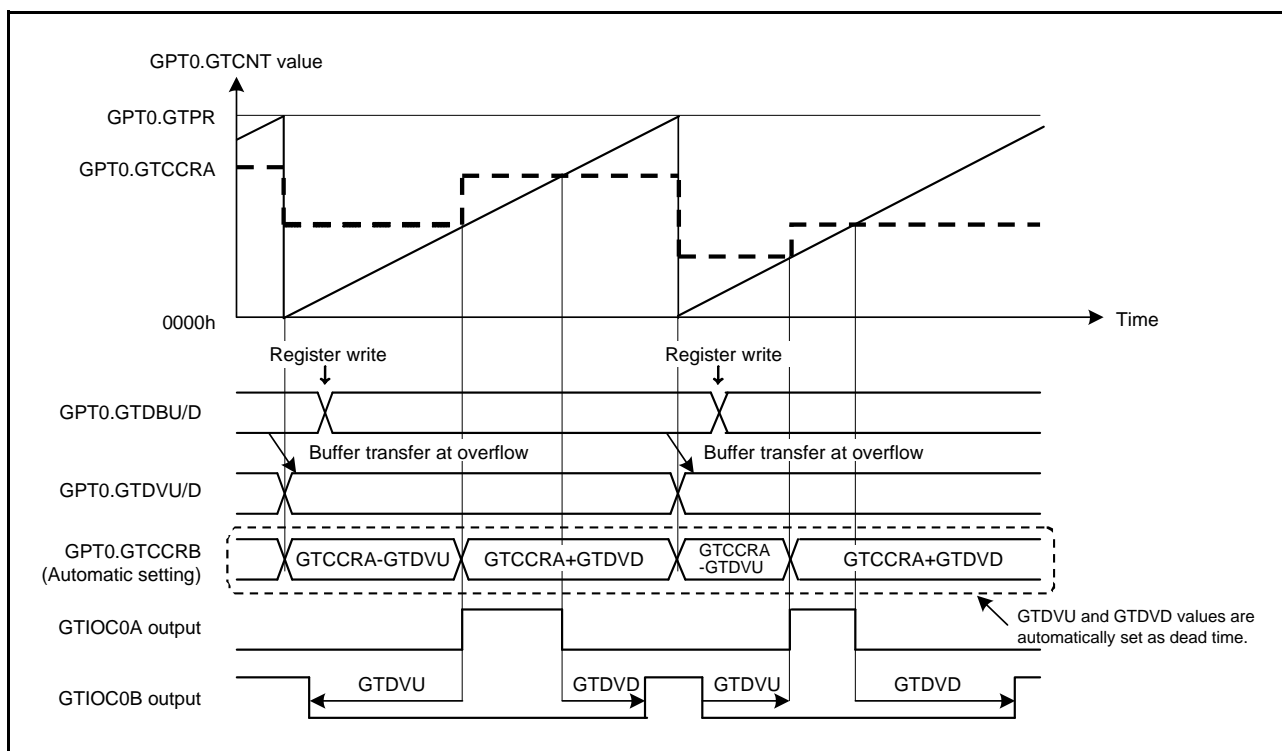 GPT0.GTCNT value
GPT0.GTPR
GPT0.GTCCRA
0000h
Time
Register write
Register write
GPT0.GTDBU/D
Buffer transfer at overflow
Buffer transfer at overflow
GPT0.GTDVU/D
GPT0.GTCCRB
(Automatic setting)
GTCCRA-GTDVU
GTCCRA+GTDVD
GTCCRA
-GTDVU
GTCCRA+GTDVD
GTDVU and GTDVD values are
automatically set as dead time.
GTIOC0A output
GTIOC0B output
GTDVU
GTDVD
GTDVU
GTDVD